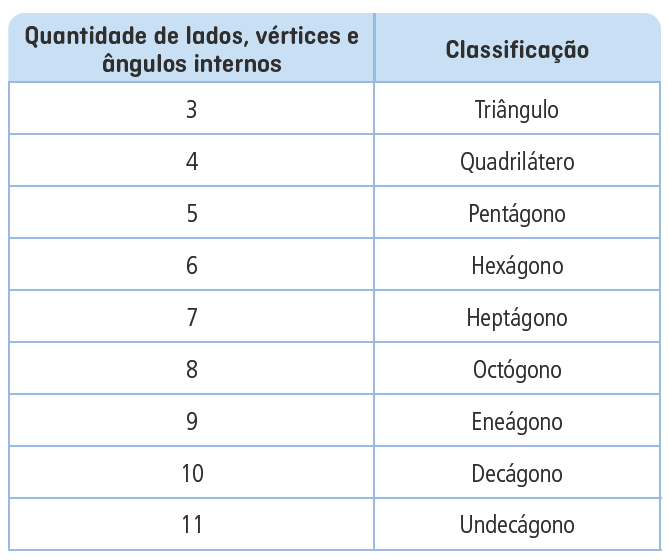 Quantidade de lados, vértices e
ângulos internos
Classificação
3 Triângulo
4 Quadrilátero
5 Pentágono
6 Hexágono
7 Heptágono
8 Octógono
9 Eneágono
10 Decágono
11 Undecágono